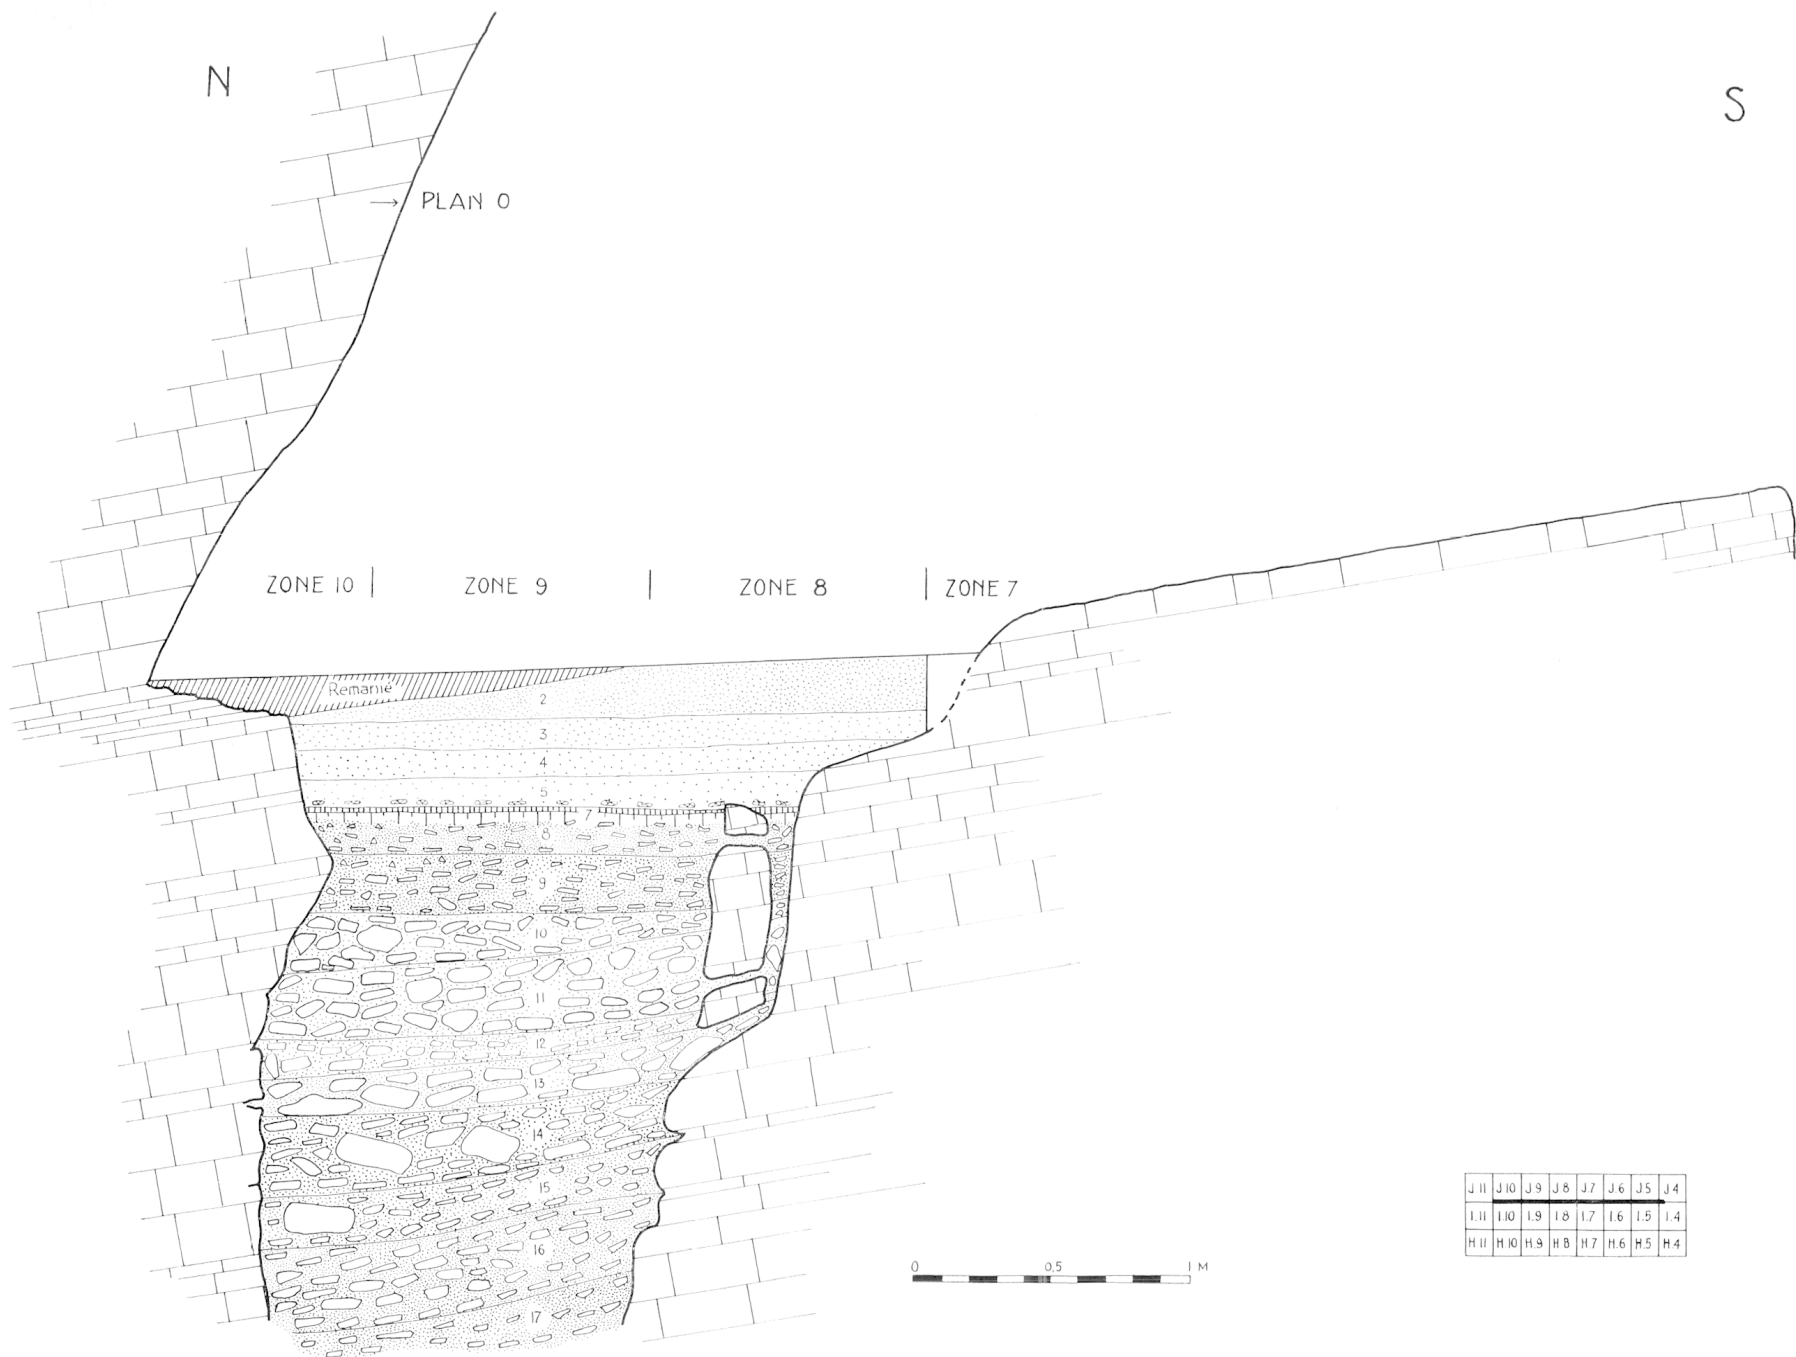 N
S
→ PLAN O
ZONE 10 | ZONE 9 | ZONE 8 | ZONE 7
Remanié
2
3
4
5
7
8
9
10
11
12
13
14
15
16
17
0 0,5 1 M
J.11 J.10 J.9 J.8 J.7 J.6 J.5 J.4
I.11 I.10 I.9 I.8 I.7 I.6 I.5 I.4
H.11 H.10 H.9 H.8 H.7 H.6 H.5 H.4